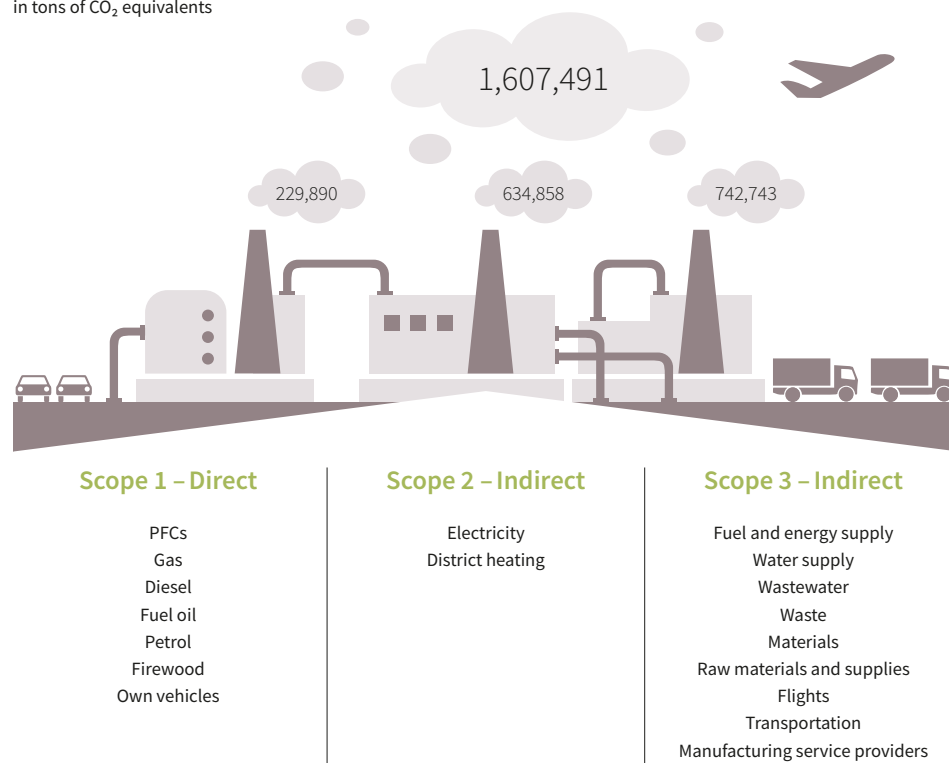 in tons of CO₂ equivalents
1,607,491
229,890
634,858
742,743
Scope 1 – Direct
PFCs
Gas
Diesel
Fuel oil
Petrol
Firewood
Own vehicles
Scope 2 – Indirect
Electricity
District heating
Scope 3 – Indirect
Fuel and energy supply
Water supply
Wastewater
Waste
Materials
Raw materials and supplies
Flights
Transportation
Manufacturing service providers